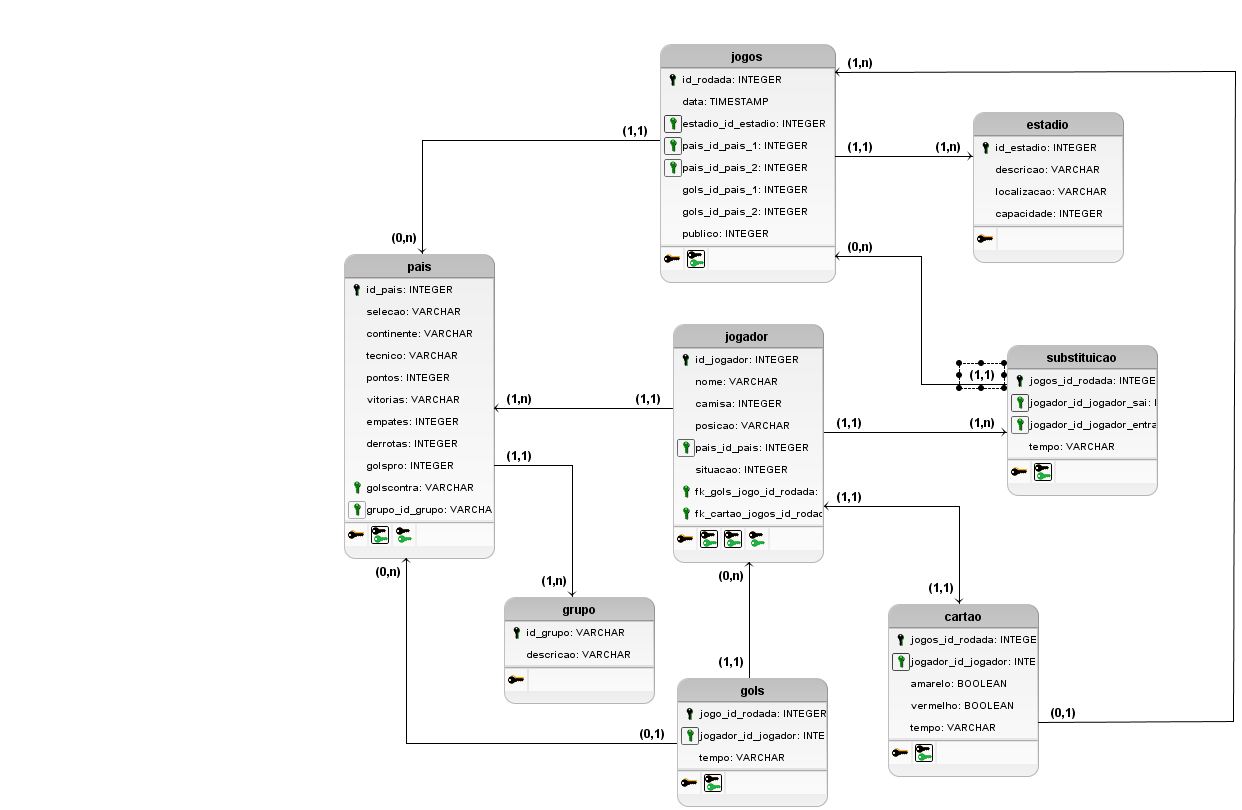 jogos
id_rodada: INTEGER
data: TIMESTAMP
estadio_id_estadio: INTEGER
pais_id_pais_1: INTEGER
pais_id_pais_2: INTEGER
gols_id_pais_1: INTEGER
gols_id_pais_2: INTEGER
publico: INTEGER
(1,n)
(1,1)
(1,1)
(1,n)
(0,n)
(0,n)
estadio
id_estadio: INTEGER
descricao: VARCHAR
localizacao: VARCHAR
capacidade: INTEGER
pais
id_pais: INTEGER
selecao: VARCHAR
continente: VARCHAR
tecnico: VARCHAR
pontos: INTEGER
vitorias: VARCHAR
empates: INTEGER
derrotas: INTEGER
golspro: INTEGER
golscontra: VARCHAR
grupo_id_grupo: VARCHA
(1,n)
(1,1)
(1,1)
(1,n)
(0,n)
jogador
id_jogador: INTEGER
nome: VARCHAR
camisa: INTEGER
posicao: VARCHAR
pais_id_pais: INTEGER
situacao: INTEGER
fk_gols_jogo_id_rodada:
fk_cartao_jogos_id_rodac
(1,1)
(1,n)
(1,1)
(1,1)
(0,n)
(1,1)
substituicao
jogos_id_rodada: INTEGE
jogador_id_jogador_sai: I
jogador_id_jogador_entra
tempo: VARCHAR
(1,1)
grupo
id_grupo: VARCHAR
descricao: VARCHAR
cartao
jogos_id_rodada: INTEGE
jogador_id_jogador: INTE
amarelo: BOOLEAN
vermelho: BOOLEAN
tempo: VARCHAR
(0,1)
gols
jogo_id_rodada: INTEGER
jogador_id_jogador: INTE
tempo: VARCHAR
(0,1)